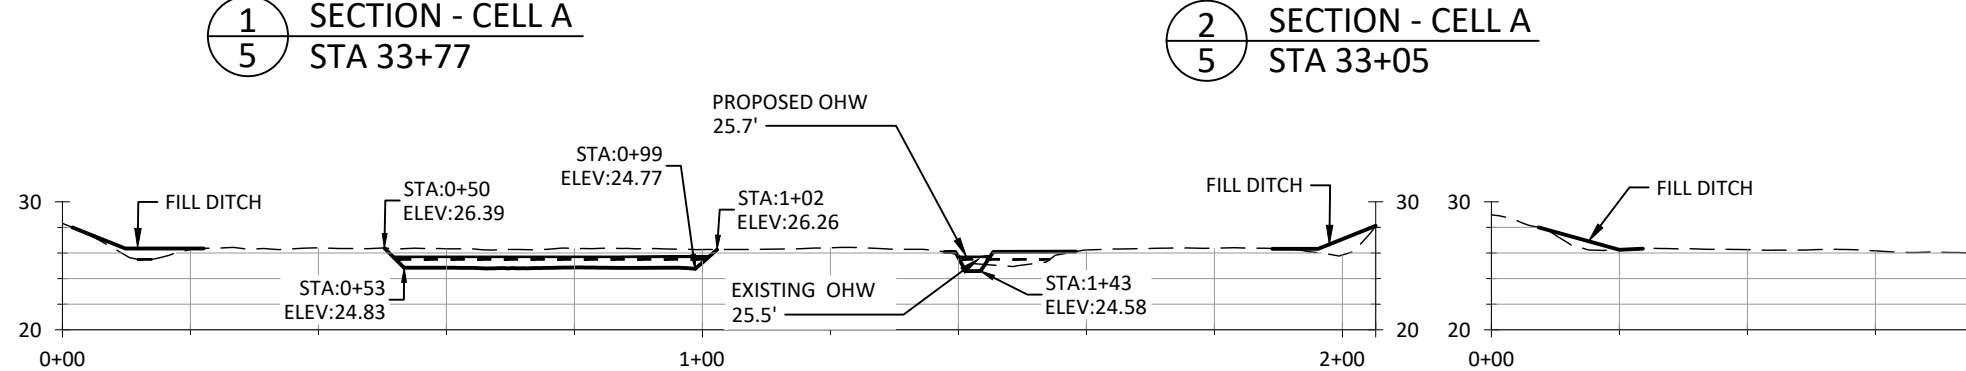 1
5
SECTION - CELL A
STA 33+77
2
5
SECTION - CELL A
STA 33+05
PROPOSED OHW
25.7'
STA:0+99
ELEV:24.77
STA:0+50
ELEV:26.39
STA:1+02
ELEV:26.26
FILL DITCH
FILL DITCH
FILL DITCH
30
30
30
STA:0+53
ELEV:24.83
EXISTING OHW
25.5'
STA:1+43
ELEV:24.58
20
20
20
0+00
1+00
2+00
0+00